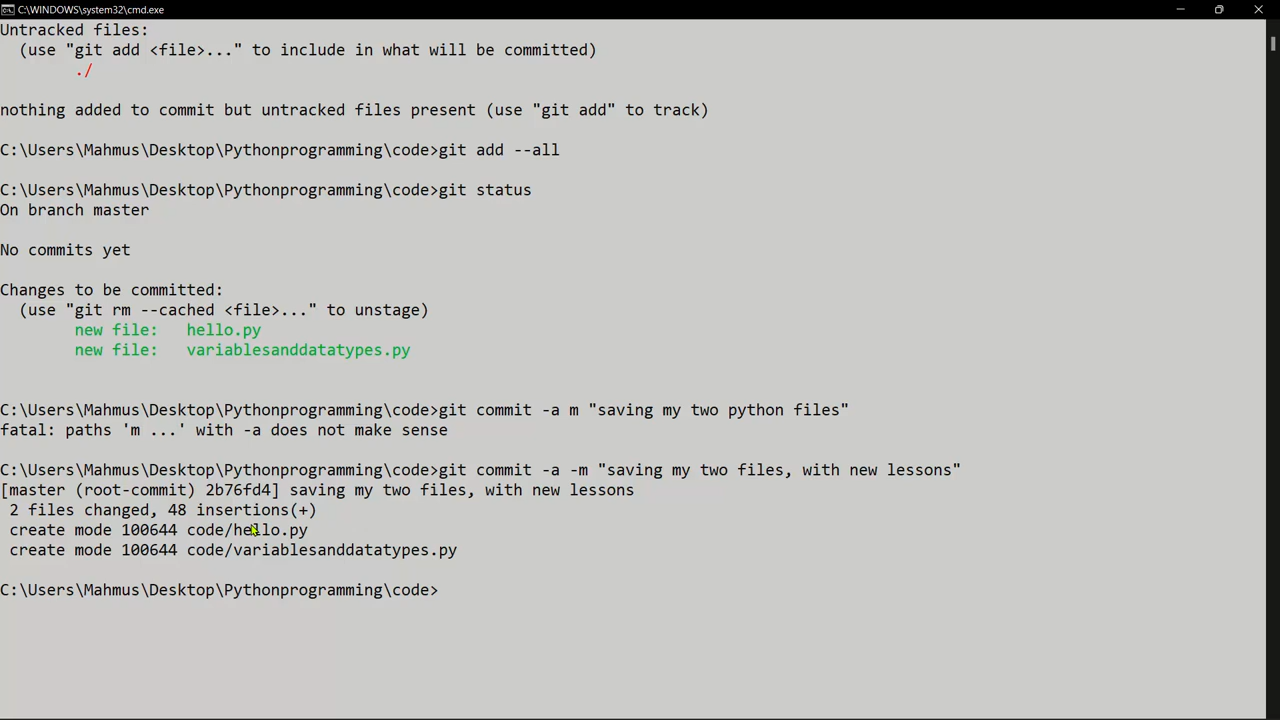 C:\WINDOWS\system32\cmd.exe
Untracked files:
  (use "git add <file>..." to include in what will be committed)
        ./
nothing added to commit but untracked files present (use "git add" to track)
C:\Users\Mahmus\Desktop\Pythonprogramming\code>git add --all
C:\Users\Mahmus\Desktop\Pythonprogramming\code>git status
On branch master
No commits yet
Changes to be committed:
  (use "git rm --cached <file>..." to unstage)
        new file:   hello.py
        new file:   variablesanddatatypes.py
C:\Users\Mahmus\Desktop\Pythonprogramming\code>git commit -a m "saving my two python files"
fatal: paths 'm ...' with -a does not make sense
C:\Users\Mahmus\Desktop\Pythonprogramming\code>git commit -a -m "saving my two files, with new lessons"
[master (root-commit) 2b76fd4] saving my two files, with new lessons
 2 files changed, 48 insertions(+)
 create mode 100644 code/hello.py
 create mode 100644 code/variablesanddatatypes.py
C:\Users\Mahmus\Desktop\Pythonprogramming\code>